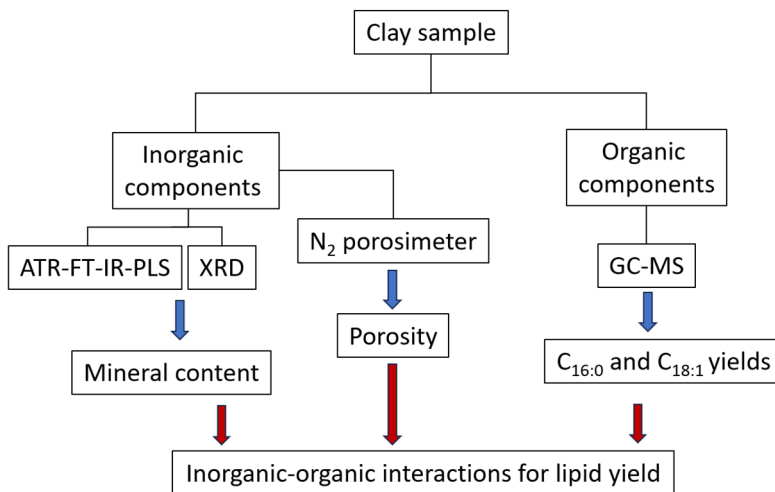 Clay sample
Inorganic
components
Organic
components
ATR-FT-IR-PLS
XRD
N₂ porosimeter
GC-MS
Mineral content
Porosity
C₁₆:₀ and C₁₈:₁ yields
Inorganic-organic interactions for lipid yield